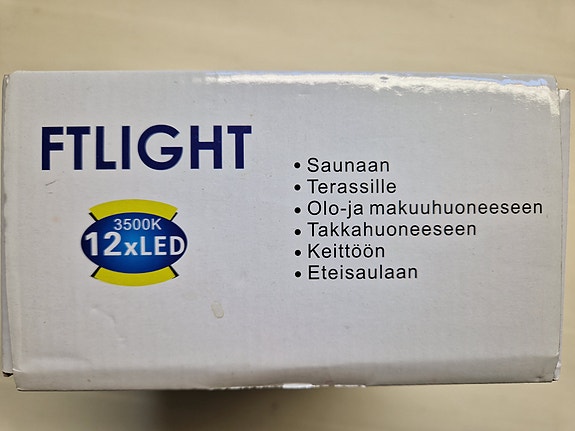 FTLIGHT
3500K
12xLED
• Saunaan
• Terassille
• Olo-ja makuuhuoneeseen
• Takkahuoneeseen
• Keittöön
• Eteisaulaan